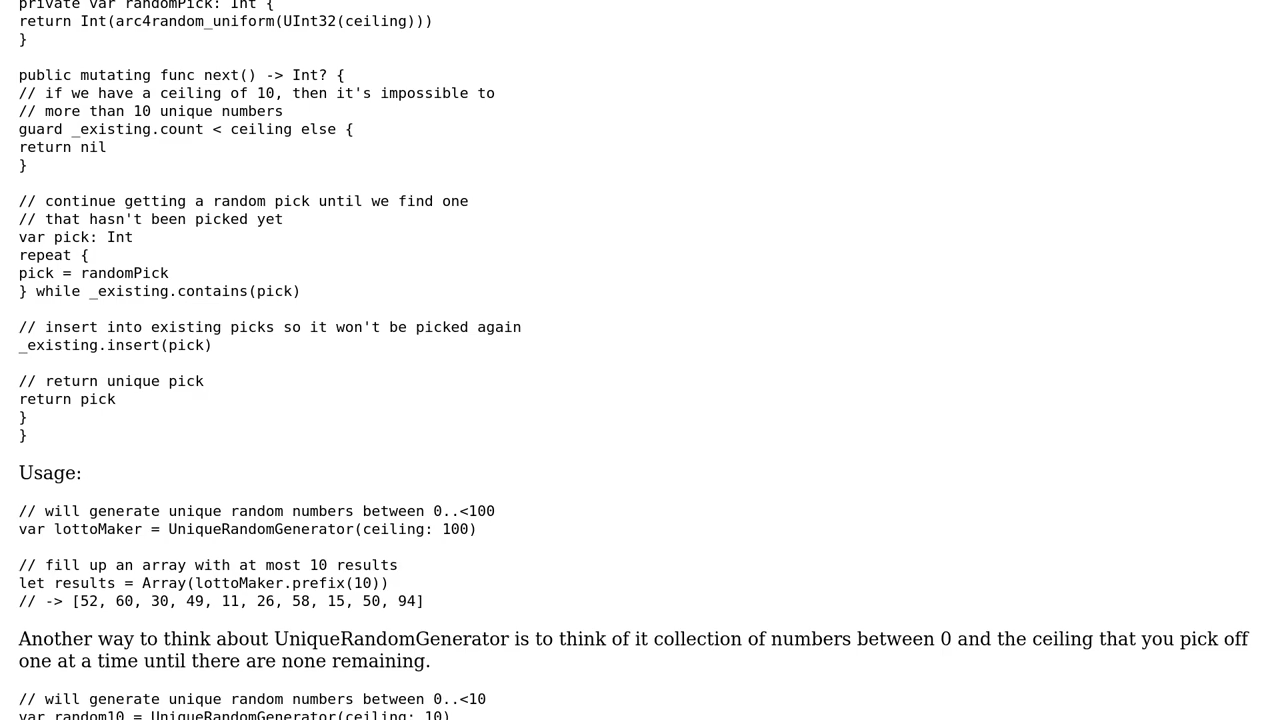 private var randomPick: Int {
return Int(arc4random_uniform(UInt32(ceiling)))
}
public mutating func next() -> Int? {
// if we have a ceiling of 10, then it's impossible to
// more than 10 unique numbers
guard _existing.count < ceiling else {
return nil
}
// continue getting a random pick until we find one
// that hasn't been picked yet
var pick: Int
repeat {
pick = randomPick
} while _existing.contains(pick)
// insert into existing picks so it won't be picked again
_existing.insert(pick)
// return unique pick
return pick
}
}
Usage:
// will generate unique random numbers between 0..<100
var lottoMaker = UniqueRandomGenerator(ceiling: 100)
// fill up an array with at most 10 results
let results = Array(lottoMaker.prefix(10))
// -> [52, 60, 30, 49, 11, 26, 58, 15, 50, 94]
Another way to think about UniqueRandomGenerator is to think of it collection of numbers between 0 and the ceiling that you pick off
one at a time until there are none remaining.
// will generate unique random numbers between 0..<10
var random10 = UniqueRandomGenerator(ceiling: 10)